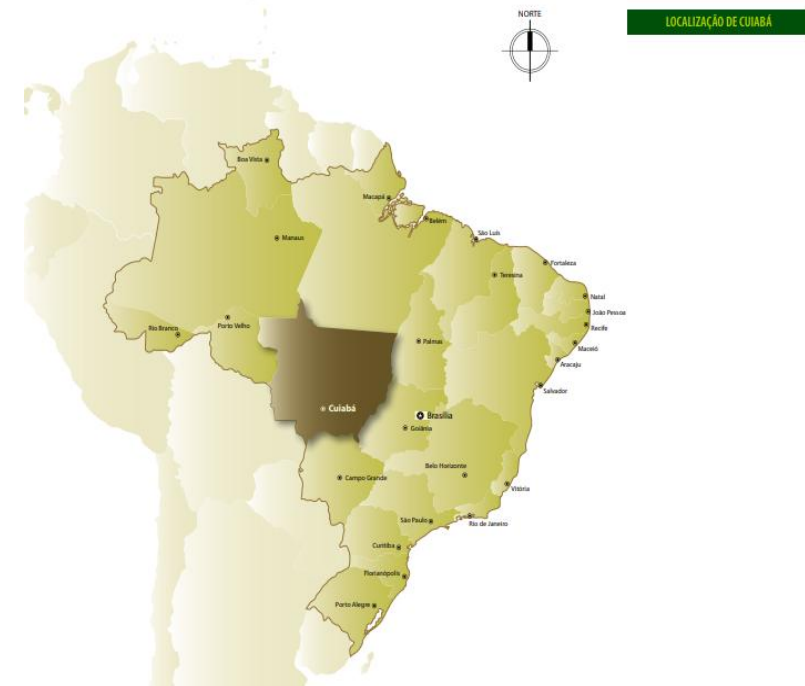 NORTE
LOCALIZAÇÃO DE CUIABÁ
Boa Vista
Macapá
Belém
São Luís
Manaus
Fortaleza
Teresina
Natal
João Pessoa
Porto Velho
Recife
Rio Branco
Palmas
Maceió
Aracaju
Salvador
Cuiabá
Brasília
Goiânia
Belo Horizonte
Campo Grande
Vitória
São Paulo
Rio de Janeiro
Curitiba
Florianópolis
Porto Alegre